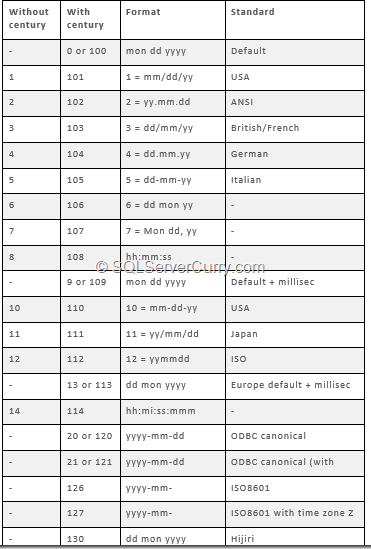 Without century With century Format Standard
- 0 or 100 mon dd yyyy Default
1 101 1 = mm/dd/yy USA
2 102 2 = yy.mm.dd ANSI
3 103 3 = dd/mm/yy British/French
4 104 4 = dd.mm.yy German
5 105 5 = dd-mm-yy Italian
6 106 6 = dd mon yy -
7 107 7 = Mon dd, yy -
8 108 hh:mm:ss -
© SQLServerCurry.com
- 9 or 109 mon dd yyyy Default + millisec
10 110 10 = mm-dd-yy USA
11 111 11 = yy/mm/dd Japan
12 112 12 = yymmdd ISO
- 13 or 113 dd mon yyyy Europe default + millisec
14 114 hh:mi:ss:mmm -
- 20 or 120 yyyy-mm-dd ODBC canonical
- 21 or 121 yyyy-mm-dd ODBC canonical (with
- 126 yyyy-mm- ISO8601
- 127 yyyy-mm- ISO8601 with time zone Z
- 130 dd mon yyyy Hijiri